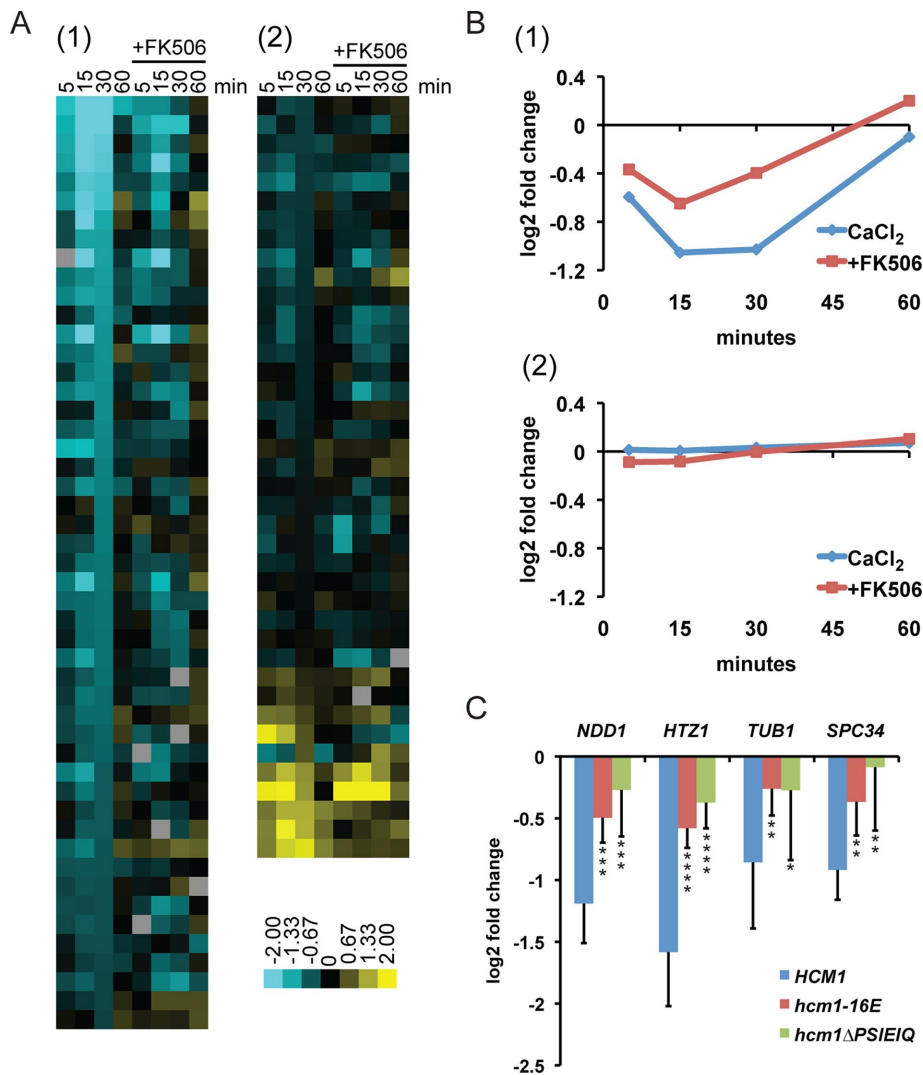 A
(1)
+FK506
5 15 30 60 5 15 30 60 min
(2)
+FK506
5 15 30 60 5 15 30 60 min
-2.00 -1.33 -0.67 0 0.67 1.33 2.00
B
(1)
log2 fold change
0.4
0
-0.4
-0.8
-1.2
CaCl₂
+FK506
0 15 30 45 60
minutes
(2)
log2 fold change
0.4
0
-0.4
-0.8
-1.2
CaCl₂
+FK506
0 15 30 45 60
minutes
C
NDD1 HTZ1 TUB1 SPC34
log2 fold change
0
-0.5
-1
-1.5
-2
-2.5
*** *** **** **** ** * ** **
HCM1
hcm1-16E
hcm1ΔPSIEIQ